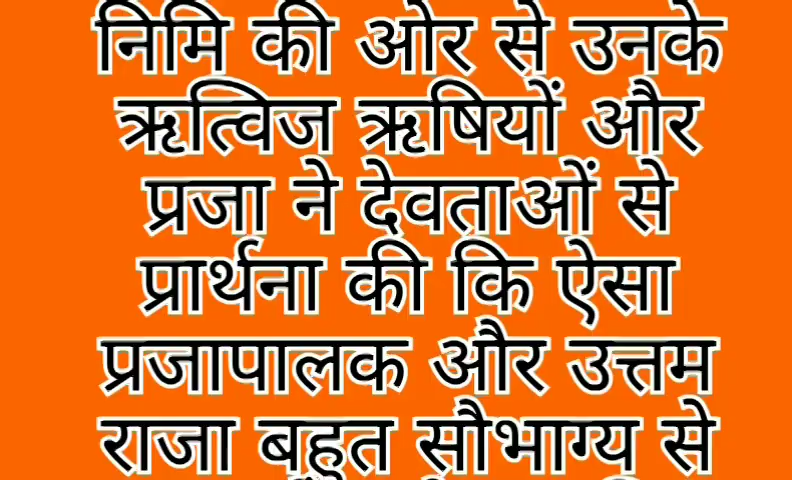 निमि की ओर से उनके
ऋत्विज ऋषियों और
प्रजा ने देवताओं से
प्रार्थना की कि ऐसा
प्रजापालक और उत्तम
राजा बहुत सौभाग्य से